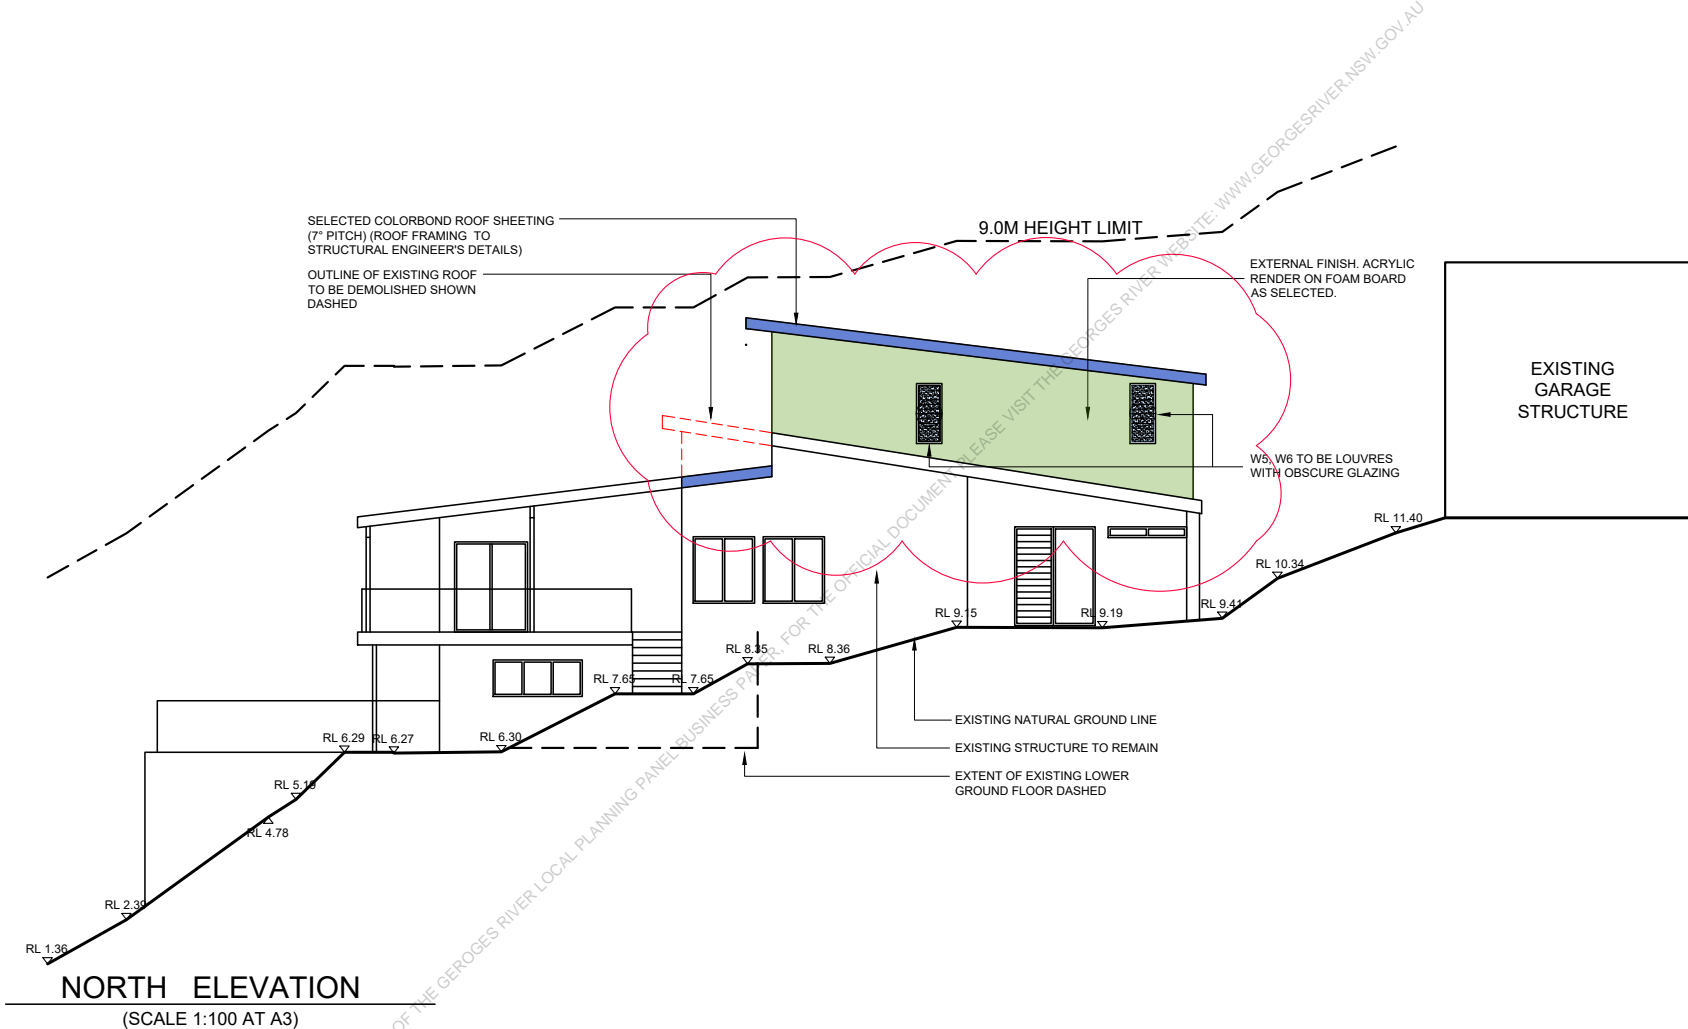 SELECTED COLORBOND ROOF SHEETING
(7° PITCH) (ROOF FRAMING TO
STRUCTURAL ENGINEER'S DETAILS)
OUTLINE OF EXISTING ROOF
TO BE DEMOLISHED SHOWN
DASHED
9.0M HEIGHT LIMIT
EXTERNAL FINISH. ACRYLIC
RENDER ON FOAM BOARD
AS SELECTED.
EXISTING
GARAGE
STRUCTURE
W5, W6 TO BE LOUVRES
WITH OBSCURE GLAZING
RL 11.40
RL 10.34
RL 9.41
RL 9.19
RL 9.15
RL 8.36
RL 8.35
RL 7.65
RL 7.65
RL 6.30
RL 6.27
RL 6.29
RL 5.19
RL 4.78
RL 2.39
RL 1.36
EXISTING NATURAL GROUND LINE
EXISTING STRUCTURE TO REMAIN
EXTENT OF EXISTING LOWER
GROUND FLOOR DASHED
OF THE GEROGES RIVER LOCAL PLANNING PANEL BUSINESS PAPER, FOR THE OFFICIAL DOCUMENT PLEASE VISIT THE GEORGES RIVER WEBSITE: WWW.GEORGESRIVER.NSW.GOV.AU
NORTH ELEVATION
(SCALE 1:100 AT A3)